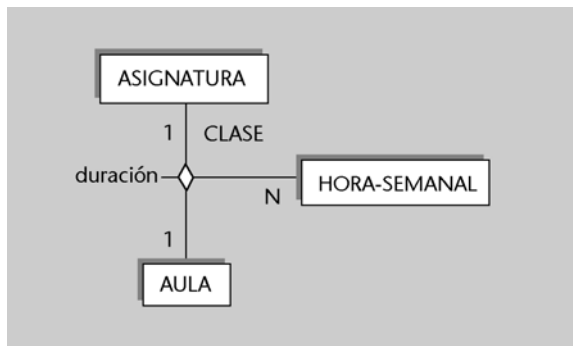 ASIGNATURA
1 CLASE
duración
HORA-SEMANAL
N
1
AULA